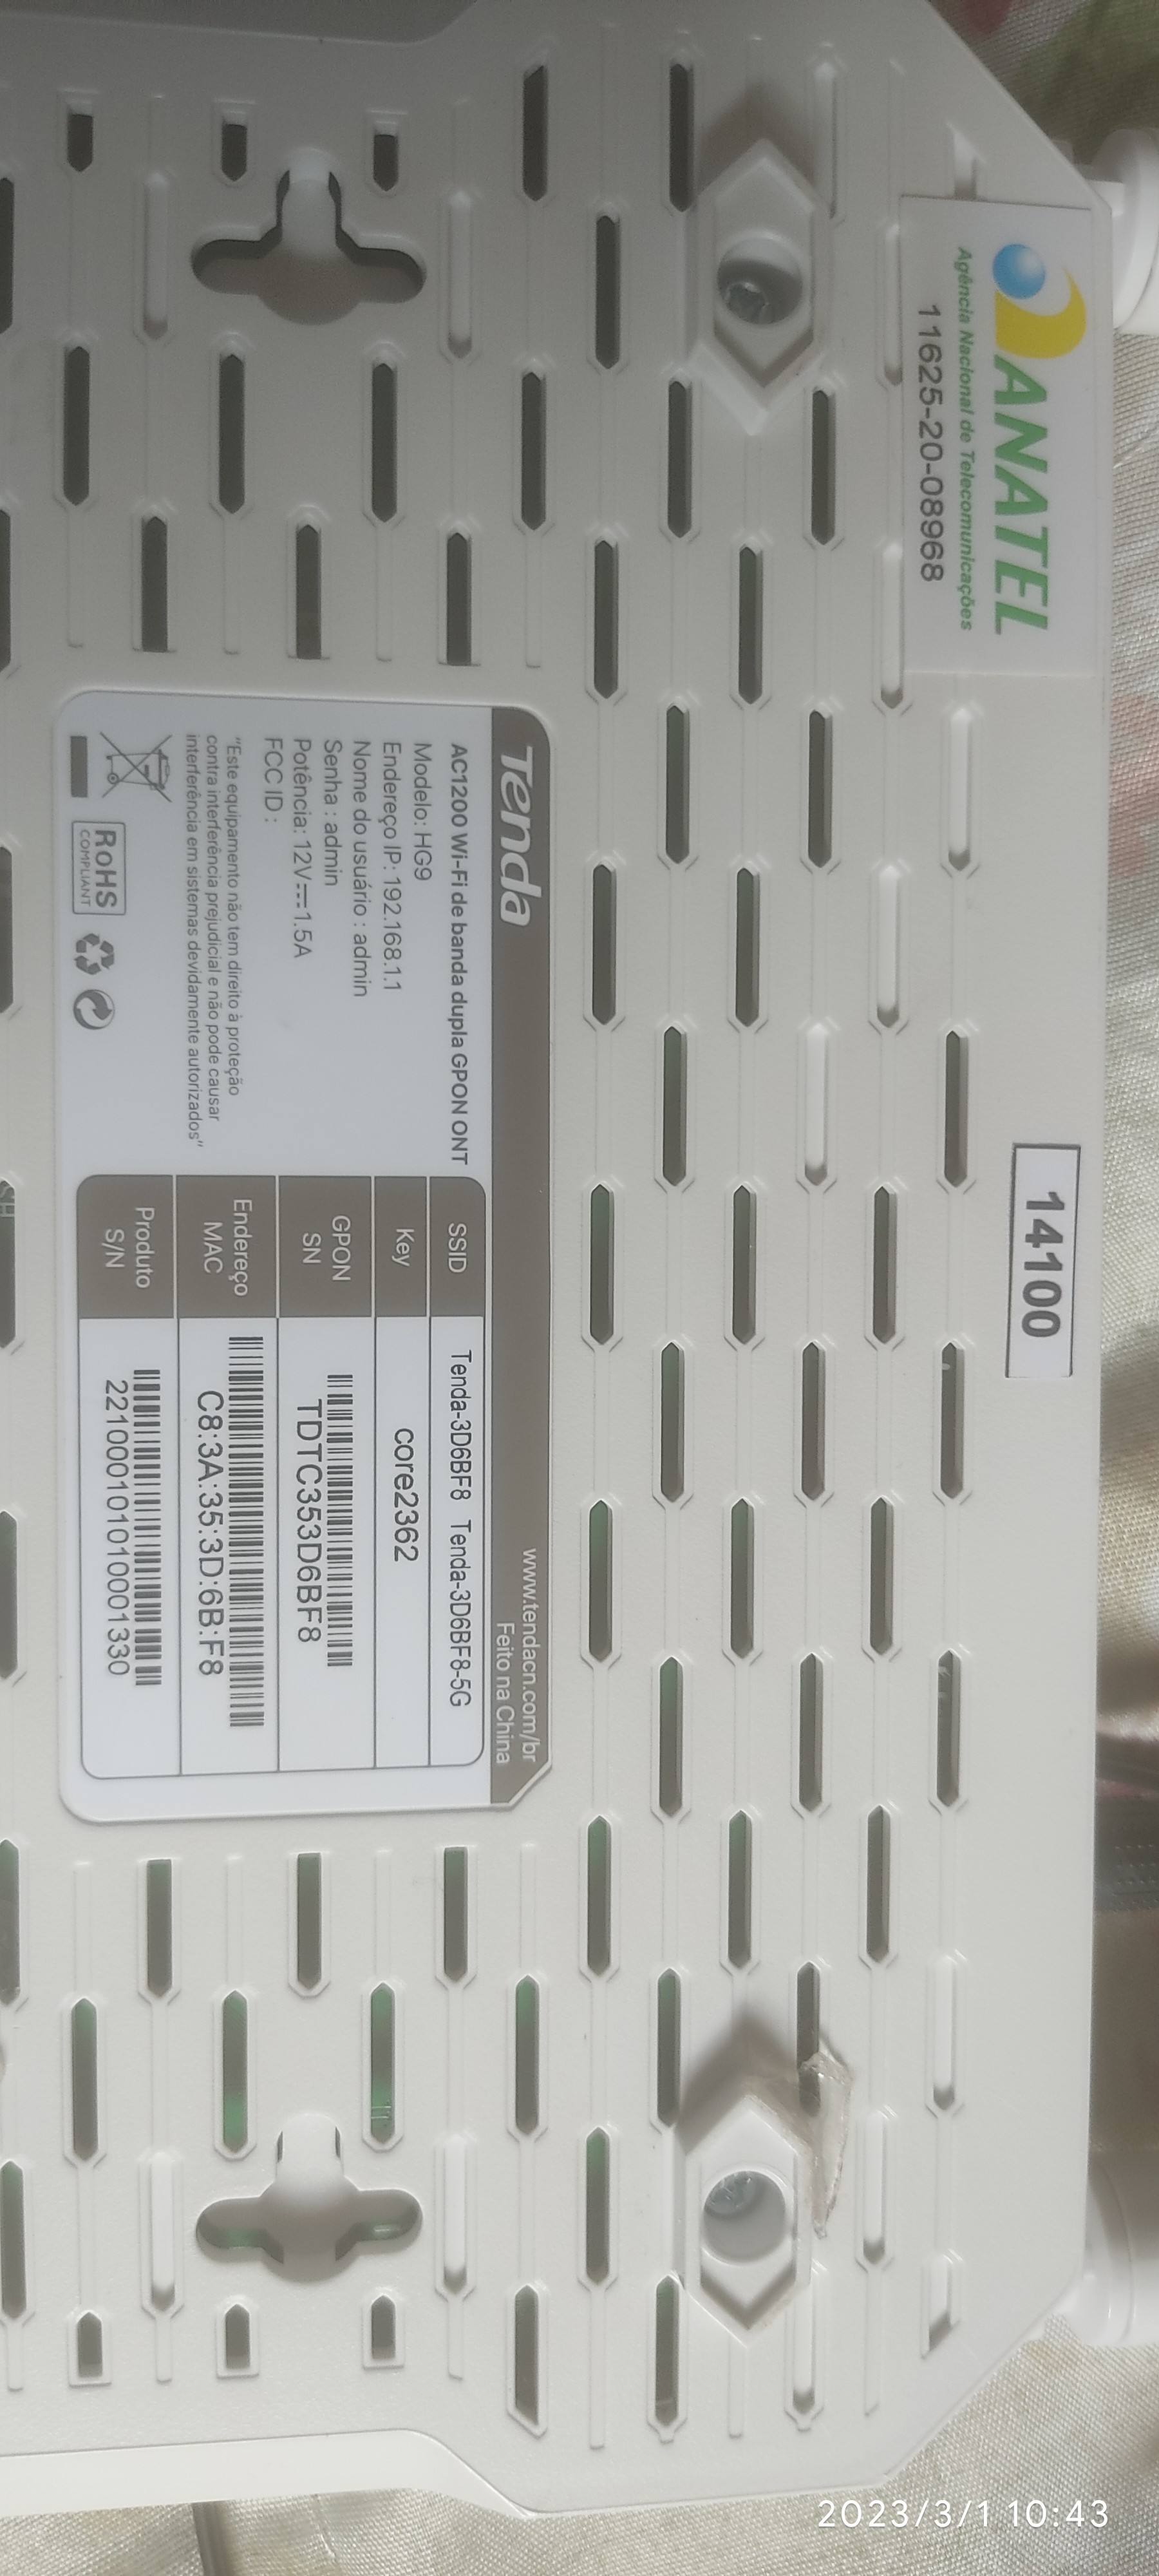 ANATEL
Agência Nacional de Telecomunicações
11625-20-08968
14100
Tenda
www.tendacn.com/br
Feito na China
AC1200 Wi-Fi de banda dupla GPON ONT
Modelo: HG9
Endereço IP: 192.168.1.1
Nome do usuário : admin
Senha : admin
Potência: 12V⎓1.5A
FCC ID :
"Este equipamento não tem direito à proteção
contra interferência prejudicial e não pode causar
interferência em sistemas devidamente autorizados"
RoHS
COMPLIANT
SSID Tenda-3D6BF8 Tenda-3D6BF8-5G
Key core2362
GPON
SN
TDTC353D6BF8
Endereço
MAC
C8:3A:35:3D:6B:F8
Produto
S/N
2210001010100001330
2023/3/1 10:43